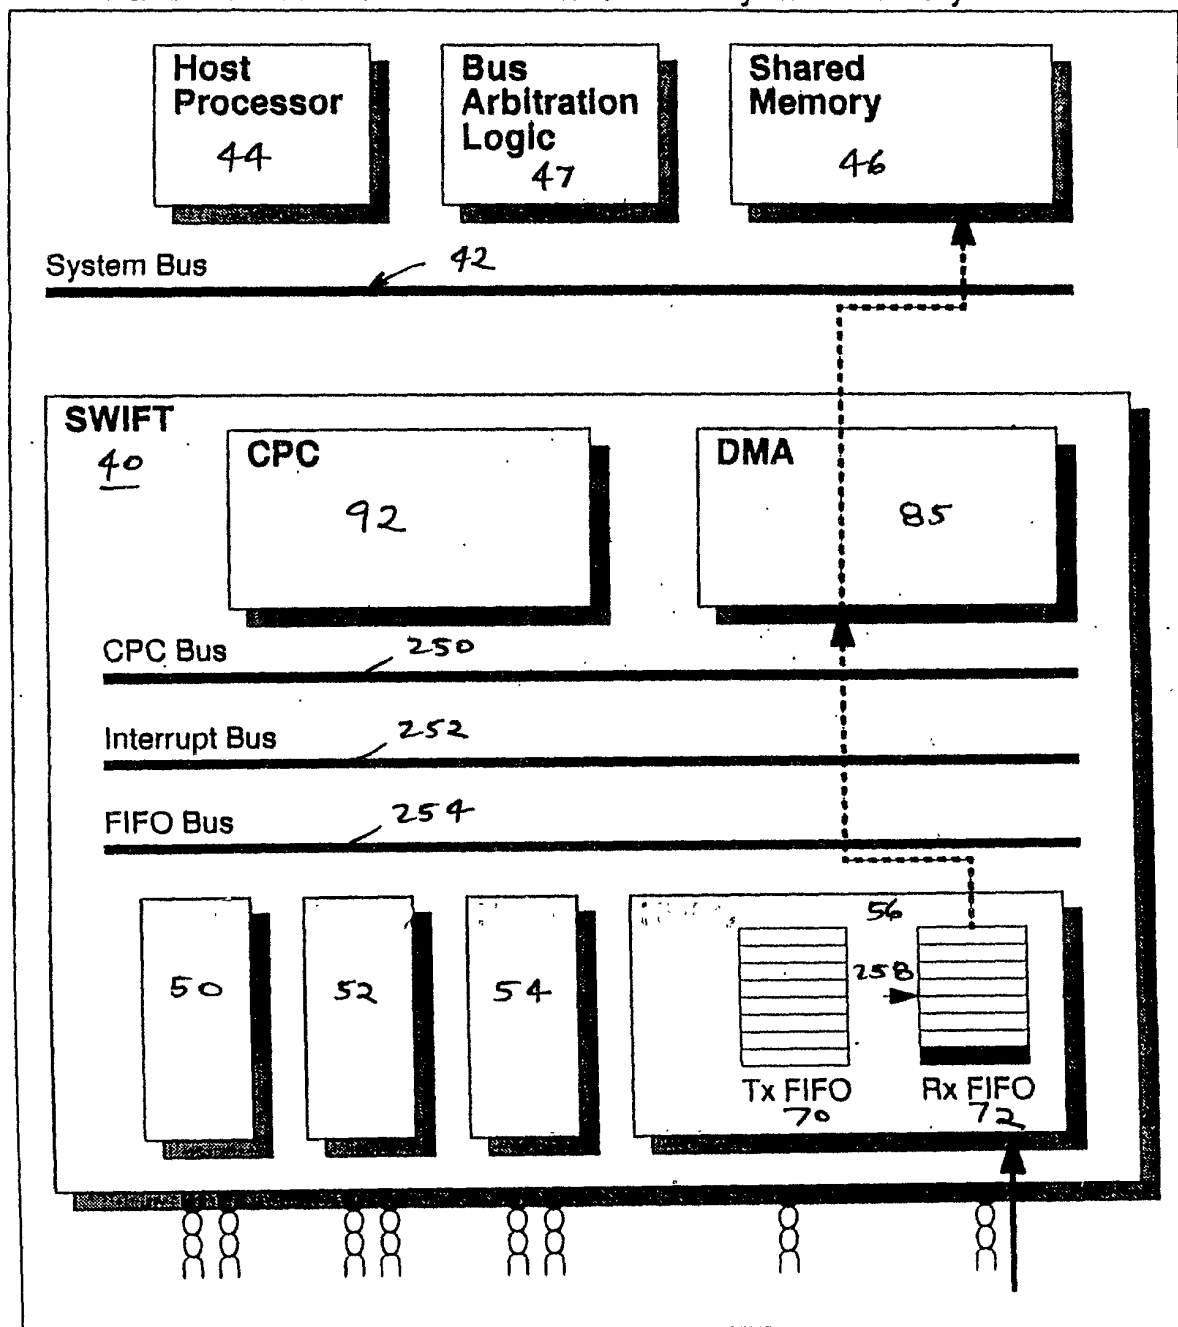 Host
Processor
44
Bus
Arbitration
Logic
47
Shared
Memory
46
System Bus
42
SWIFT
40
CPC
92
DMA
85
CPC Bus
250
Interrupt Bus
252
FIFO Bus
254
50
52
54
56
258
Tx FIFO
70
Rx FIFO
72